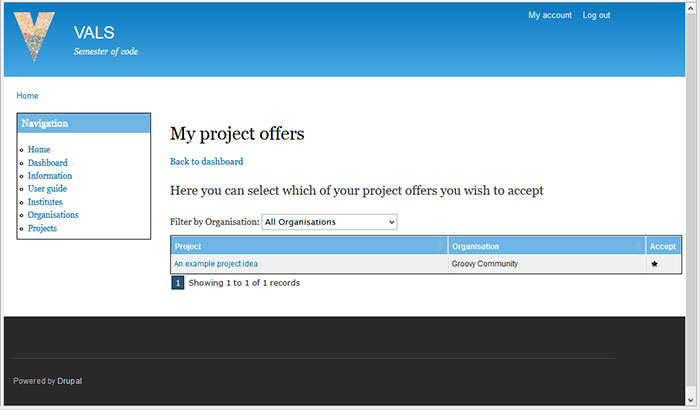 My account Log out
VALS
Semester of code
Home
Navigation
Home
Dashboard
Information
User guide
Institutes
Organisations
Projects
My project offers
Back to dashboard
Here you can select which of your project offers you wish to accept
Filter by Organisation: All Organisations
Project Organisation Accept
An example project idea Groovy Community
1 Showing 1 to 1 of 1 records
Powered by Drupal